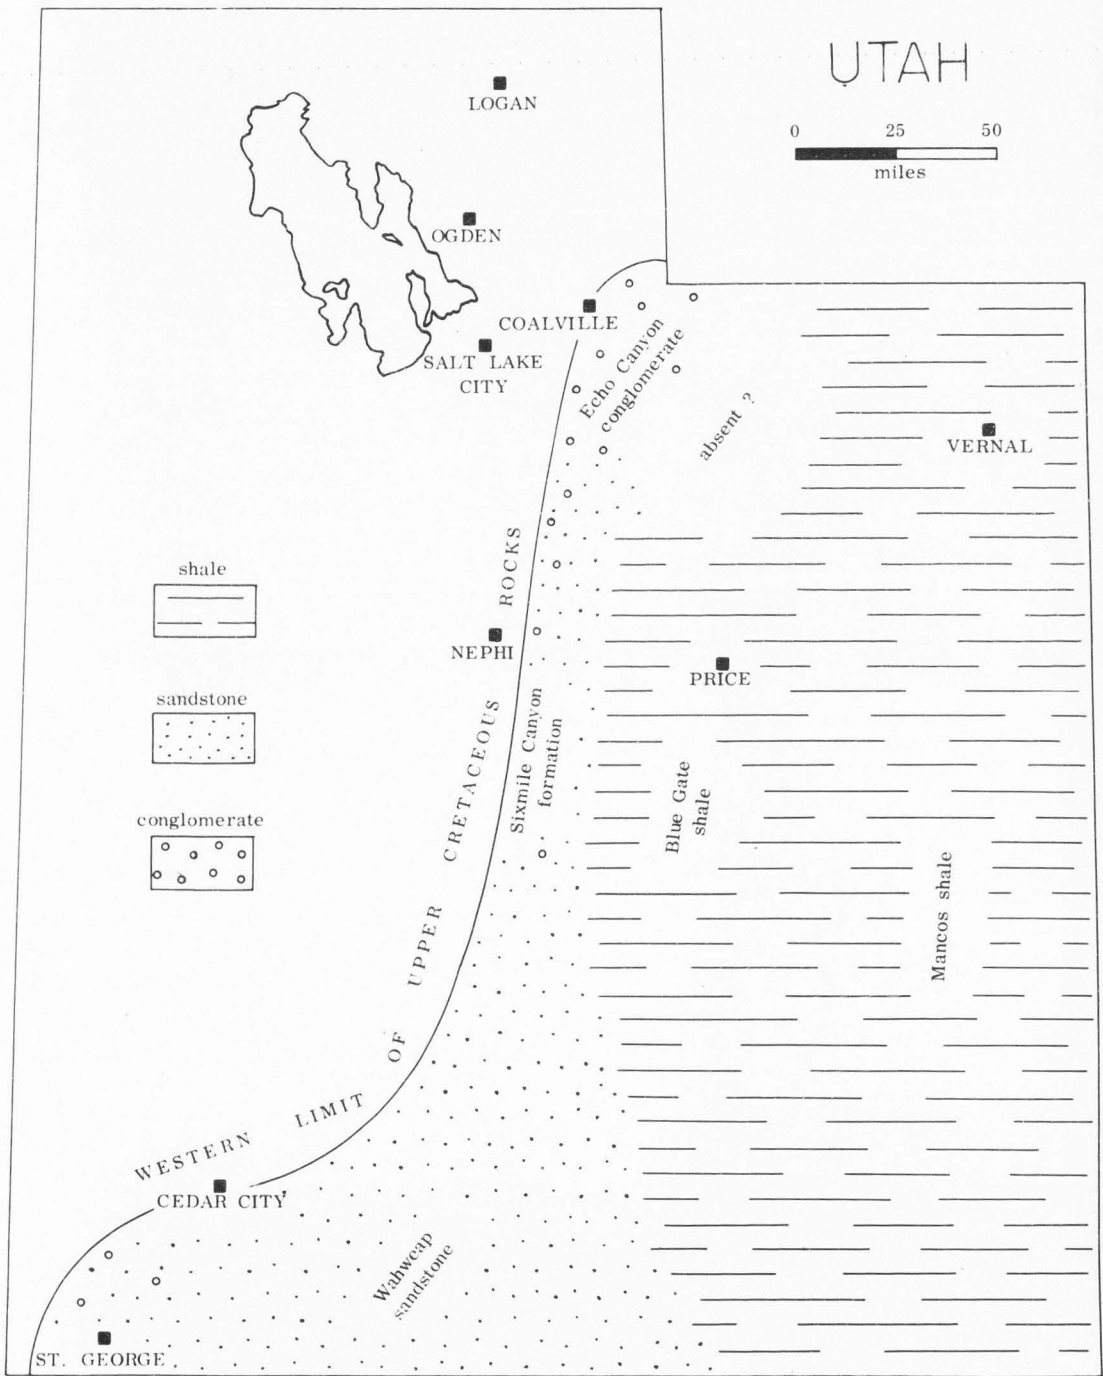 UTAH
LOGAN
0 25 50
miles
OGDEN
COALVILLE
SALT LAKE
CITY
Echo Canyon
conglomerate
absent ?
VERNAL
shale
NEPHI
PRICE
sandstone
Sixmile Canyon
formation
Blue Gate
shale
conglomerate
Mancos shale
WESTERN LIMIT OF UPPER CRETACEOUS ROCKS
CEDAR CITY
Wahweap
sandstone
ST. GEORGE